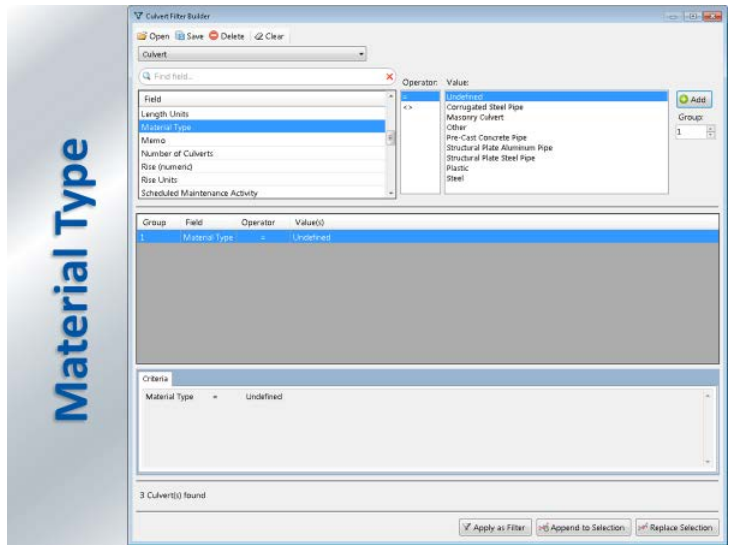 Material Type
Culvert Filter Builder
Open Save Delete Clear
Culvert
Find field...
Operator: Value:
Field
Length Units
Material Type
Memo
Number of Culverts
Rise (numeric)
Rise Units
Scheduled Maintenance Activity
=
<>
Undefined
Corrugated Steel Pipe
Masonry Culvert
Other
Pre-Cast Concrete Pipe
Structural Plate Aluminum Pipe
Structural Plate Steel Pipe
Plastic
Steel
Add
Group:
1
Group Field Operator Value(s)
1 Material Type = Undefined
Criteria
Material Type = Undefined
3 Culvert(s) found
Apply as Filter Append to Selection Replace Selection